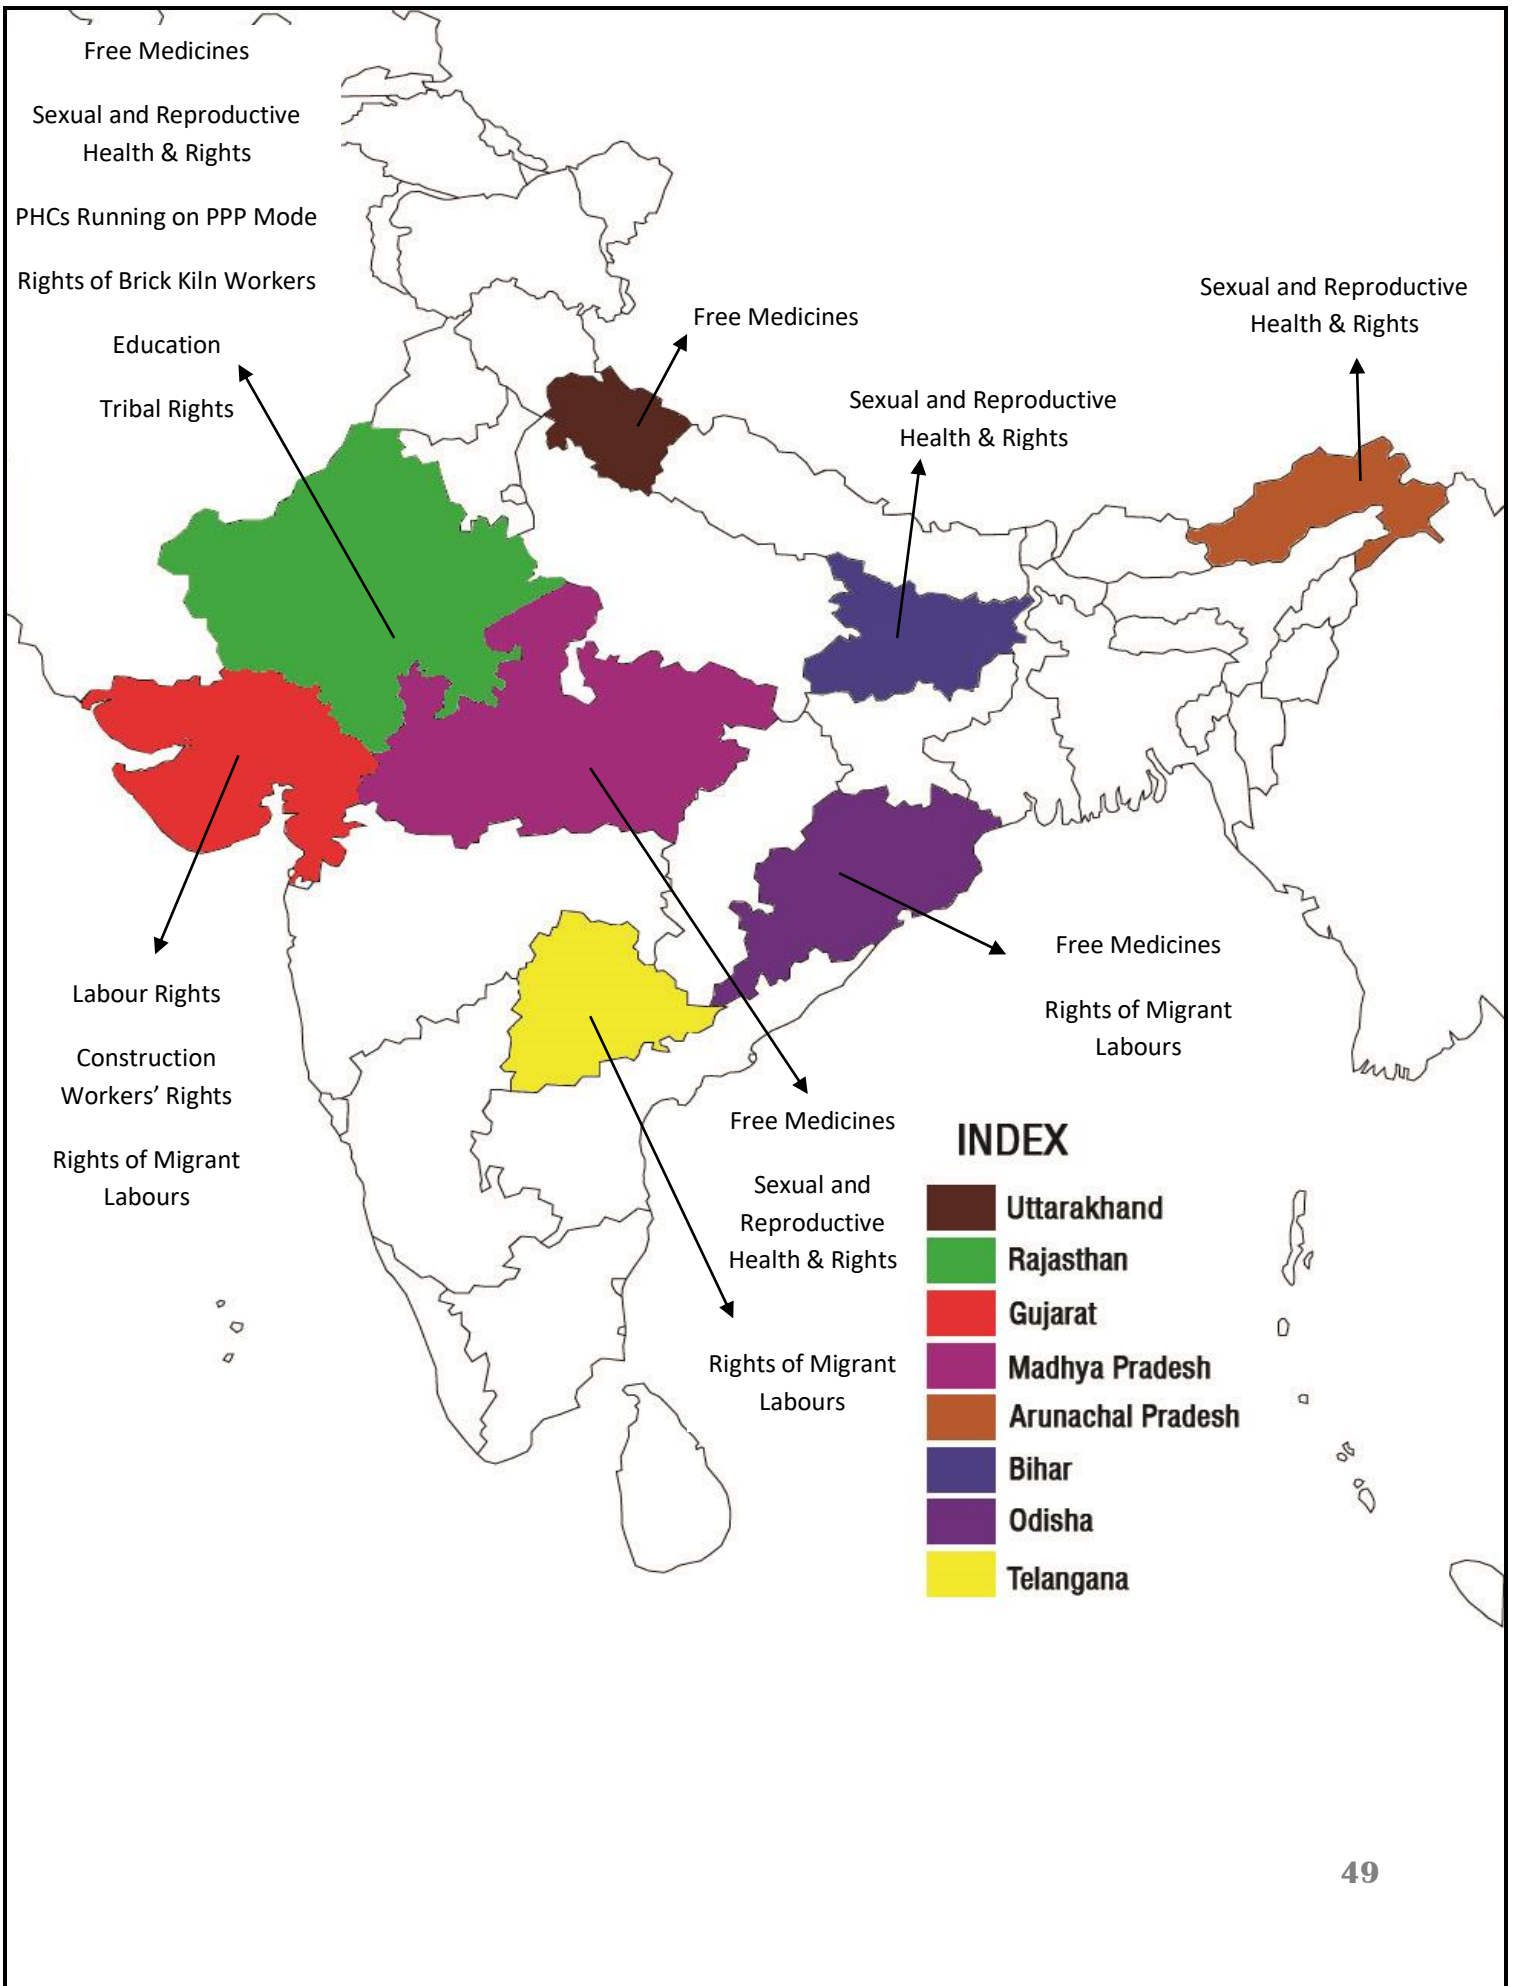 Free Medicines
Sexual and Reproductive
Health & Rights
PHCs Running on PPP Mode
Rights of Brick Kiln Workers
Education
Tribal Rights
Free Medicines
Sexual and Reproductive
Health & Rights
Sexual and Reproductive
Health & Rights
Labour Rights
Construction
Workers’ Rights
Rights of Migrant
Labours
Free Medicines
Rights of Migrant
Labours
Free Medicines
Sexual and
Reproductive
Health & Rights
Rights of Migrant
Labours
INDEX
Uttarakhand
Rajasthan
Gujarat
Madhya Pradesh
Arunachal Pradesh
Bihar
Odisha
Telangana
49